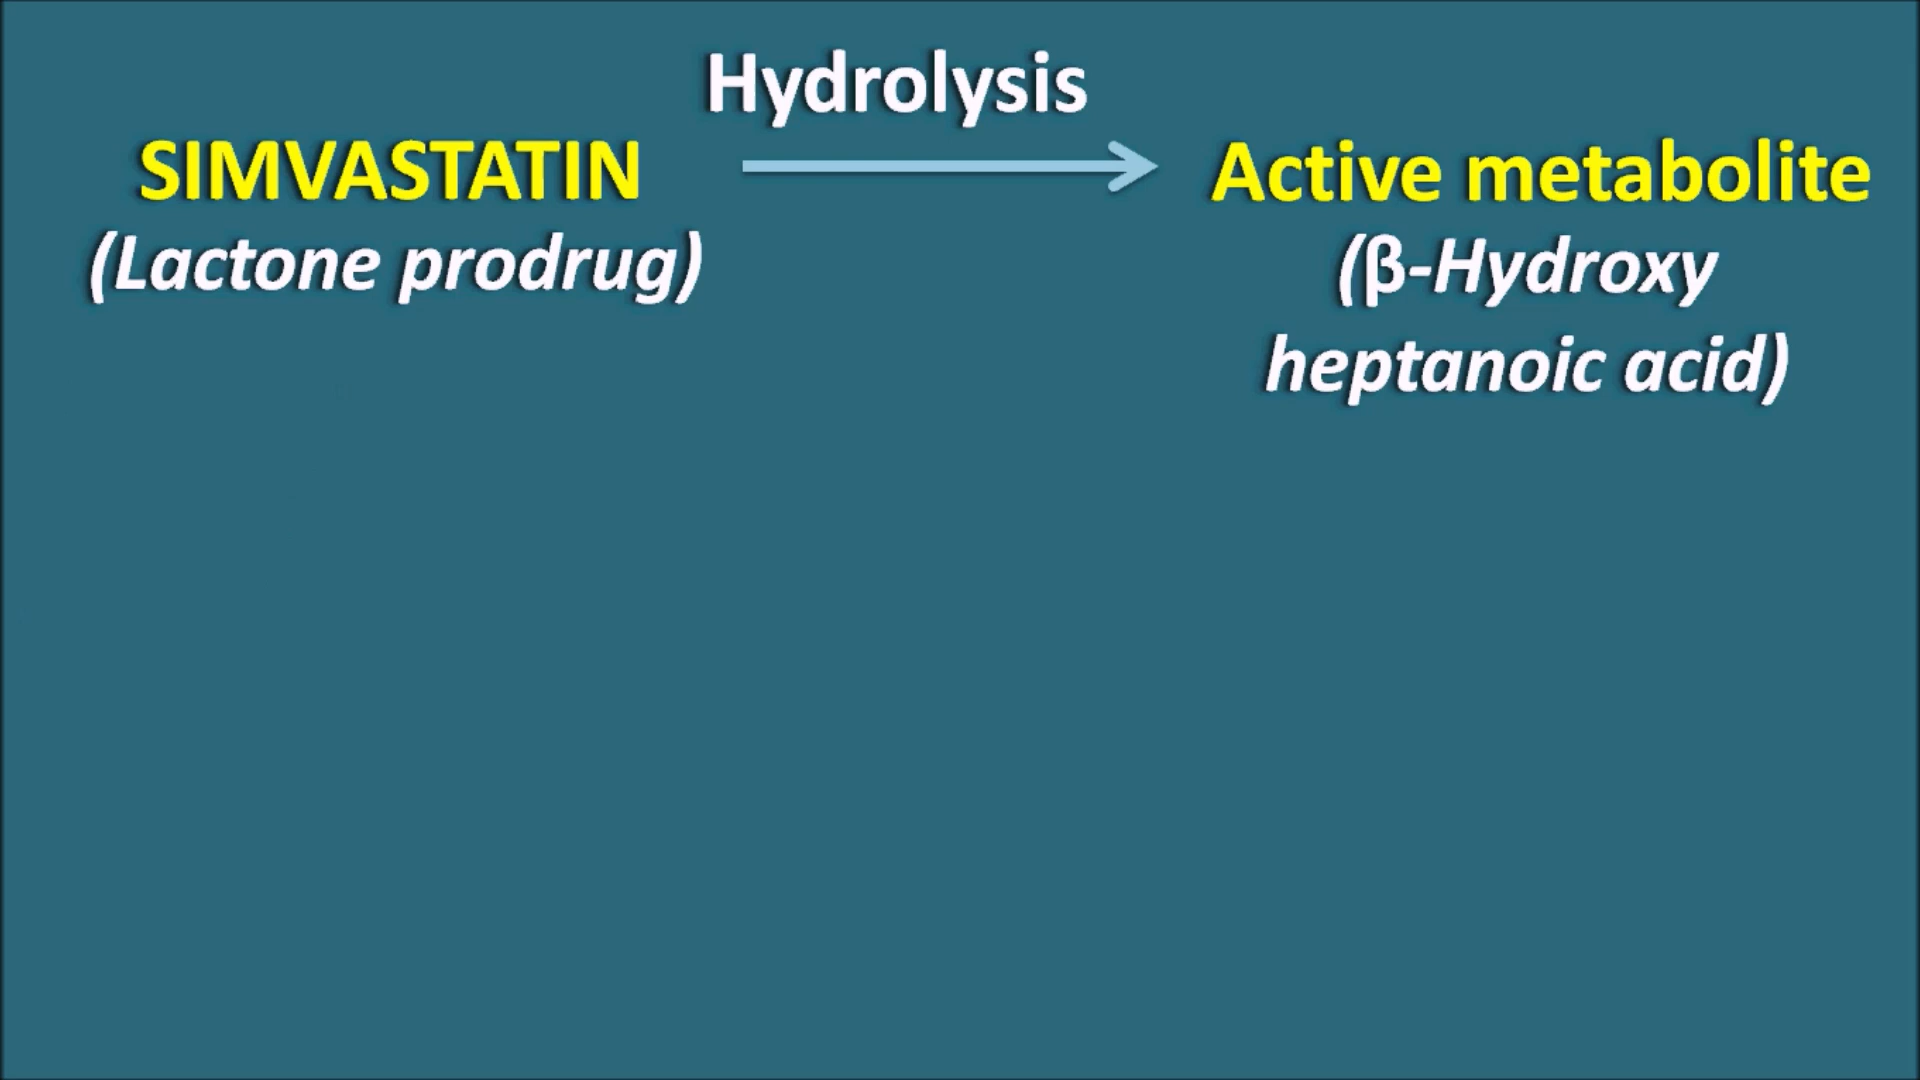 Hydrolysis
SIMVASTATIN
Active metabolite
(Lactone prodrug)
(β-Hydroxy
heptanoic acid)